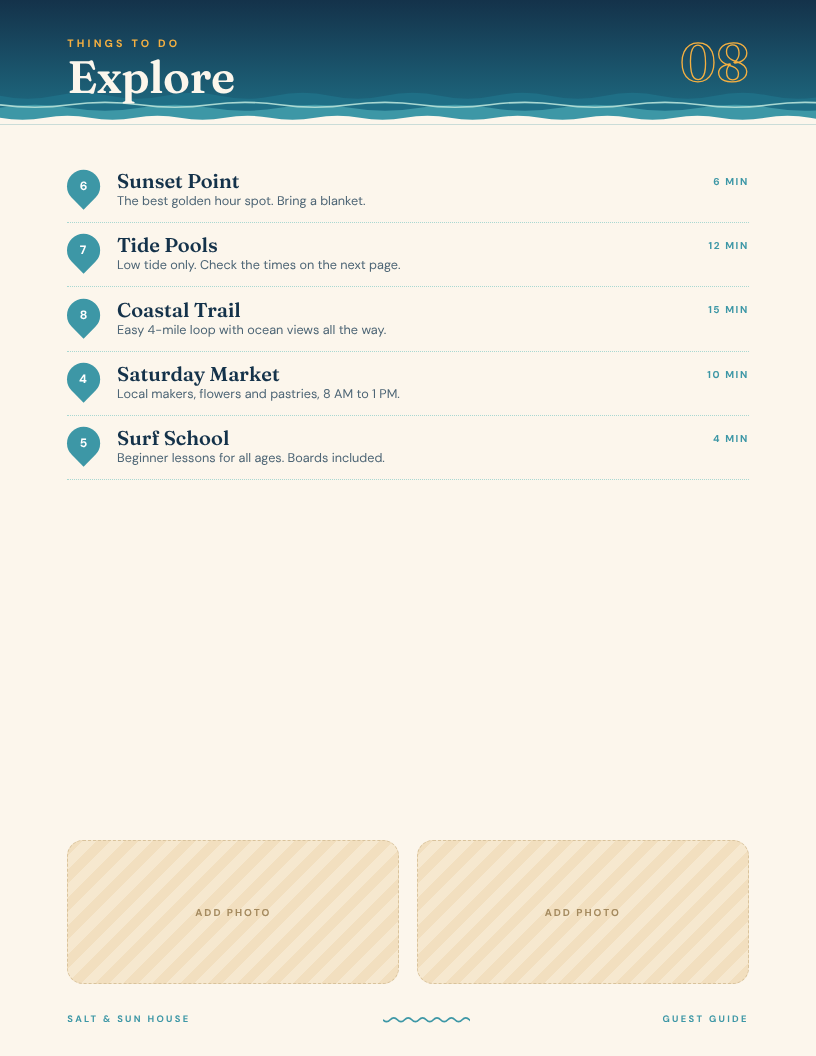 THINGS TO DO
Explore
08
6
Sunset Point
6 MIN
The best golden hour spot. Bring a blanket.
7
Tide Pools
12 MIN
Low tide only. Check the times on the next page.
8
Coastal Trail
15 MIN
Easy 4-mile loop with ocean views all the way.
4
Saturday Market
10 MIN
Local makers, flowers and pastries, 8 AM to 1 PM.
5
Surf School
4 MIN
Beginner lessons for all ages. Boards included.
ADD PHOTO
ADD PHOTO
SALT & SUN HOUSE
GUEST GUIDE